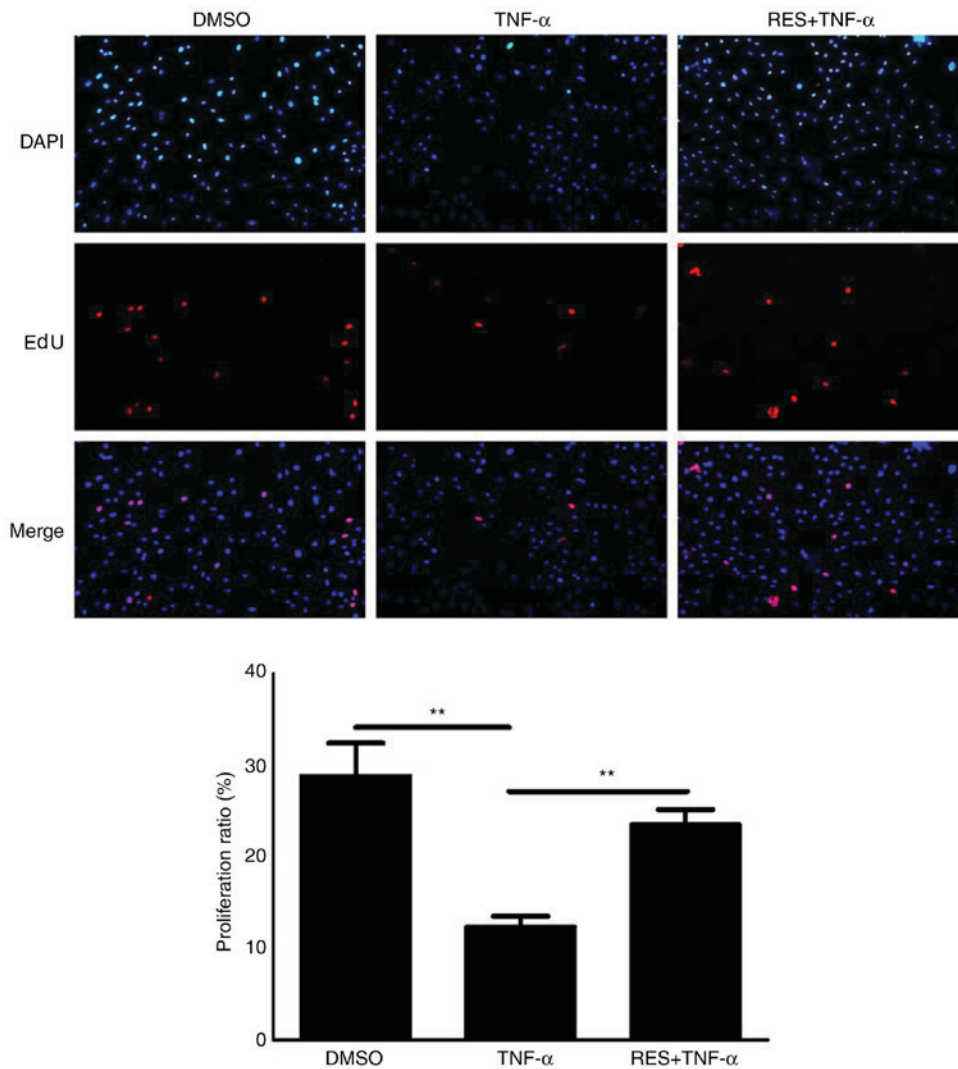 DMSO TNF-α RES+TNF-α
DAPI
EdU
Merge
40
**
30
**
20
10
0
Proliferation ratio (%)
DMSO TNF-α RES+TNF-α